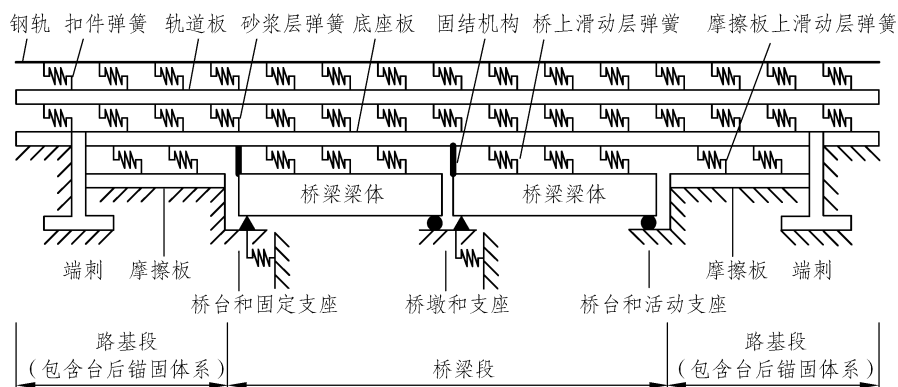 钢轨 扣件弹簧 轨道板 砂浆层弹簧 底座板 固结机构 桥上滑动层弹簧 摩擦板上滑动层弹簧
桥梁梁体 桥梁梁体
端刺 摩擦板 摩擦板 端刺
桥台和固定支座 桥墩和支座 桥台和活动支座
路基段 路基段
(包含台后锚固体系) 桥梁段 (包含台后锚固体系)